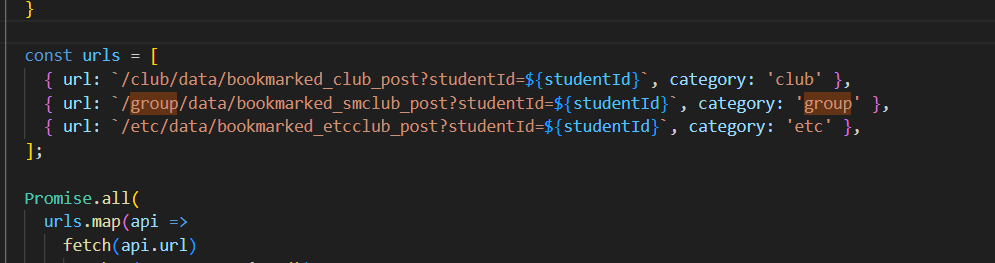 }
const urls = [
{ url: `/club/data/bookmarked_club_post?studentId=${studentId}`, category: 'club' },
{ url: `/group/data/bookmarked_smclub_post?studentId=${studentId}`, category: 'group' },
{ url: `/etc/data/bookmarked_etcclub_post?studentId=${studentId}`, category: 'etc' },
];
Promise.all(
urls.map(api =>
fetch(api.url)